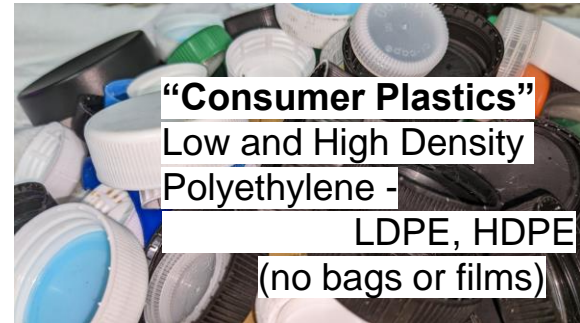 “Consumer Plastics”
Low and High Density
Polyethylene -
LDPE, HDPE
(no bags or films)